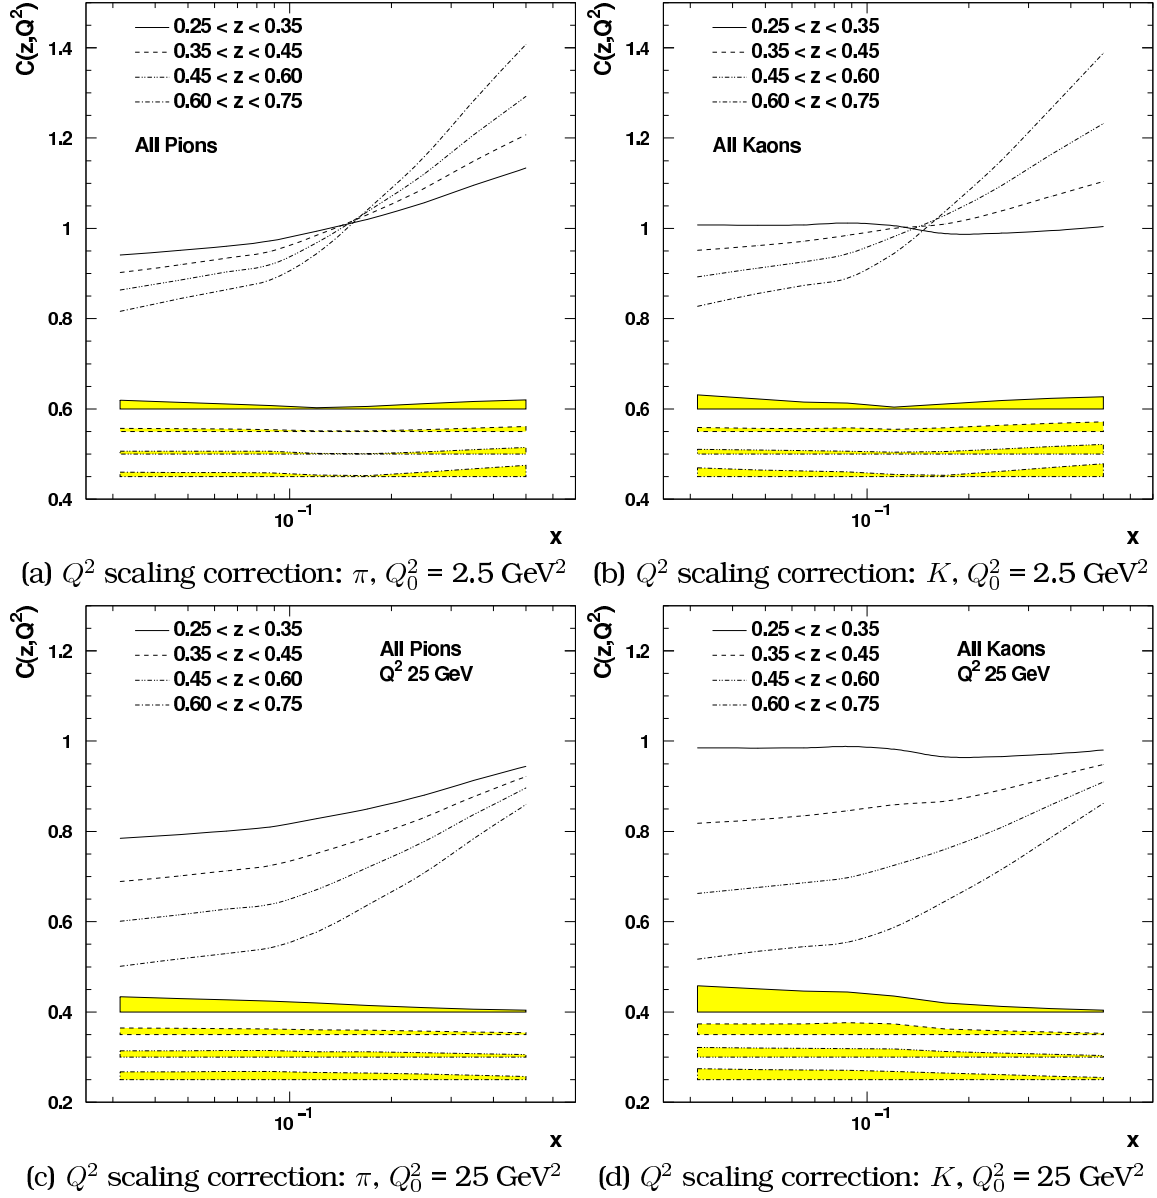 C(z,Q²)
1.4
1.2
1
0.8
0.6
0.4
0.25 < z < 0.35
0.35 < z < 0.45
0.45 < z < 0.60
0.60 < z < 0.75
All Pions
10⁻¹
x
(a) Q² scaling correction: π, Q₀² = 2.5 GeV²
C(z,Q²)
1.4
1.2
1
0.8
0.6
0.4
0.25 < z < 0.35
0.35 < z < 0.45
0.45 < z < 0.60
0.60 < z < 0.75
All Kaons
10⁻¹
x
(b) Q² scaling correction: K, Q₀² = 2.5 GeV²
C(z,Q²)
1.2
1
0.8
0.6
0.4
0.2
0.25 < z < 0.35
0.35 < z < 0.45
0.45 < z < 0.60
0.60 < z < 0.75
All Pions
Q² 25 GeV
10⁻¹
x
(c) Q² scaling correction: π, Q₀² = 25 GeV²
C(z,Q²)
1.2
1
0.8
0.6
0.4
0.2
0.25 < z < 0.35
0.35 < z < 0.45
0.45 < z < 0.60
0.60 < z < 0.75
All Kaons
Q² 25 GeV
10⁻¹
x
(d) Q² scaling correction: K, Q₀² = 25 GeV²